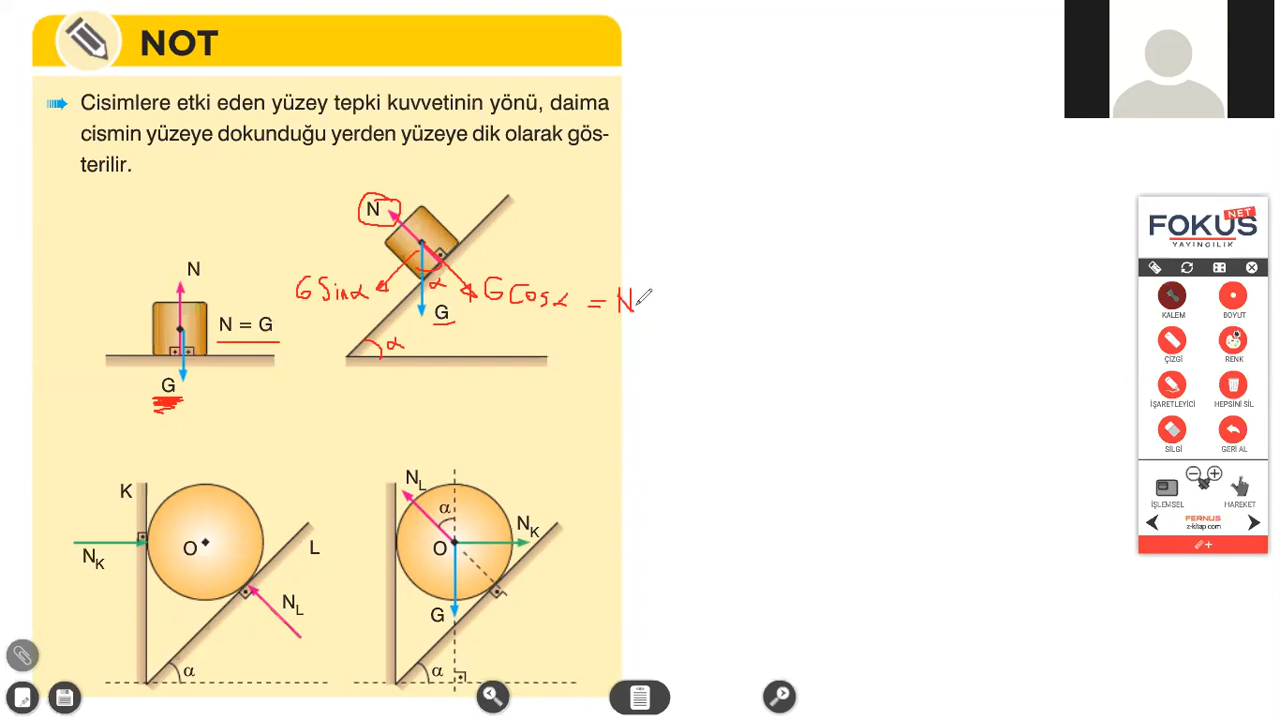 NOT
Cisimlere etki eden yüzey tepki kuvvetinin yönü, daima
cismin yüzeye dokunduğu yerden yüzeye dik olarak gös-
terilir.
N
N
N = G
G
G Sinα
α
G Cosα = N
G
α
K
O
L
N_K
N_L
α
N_L
α
N_K
O
G
α
FOKUS NET
YAYINCILIK
KALEM
BOYUT
ÇİZGİ
RENK
İŞARETLEYİCİ
HEPSİNİ SİL
SİLGİ
GERİ AL
İŞLEMSEL
HAREKET
FERNUS
z-kitap.com